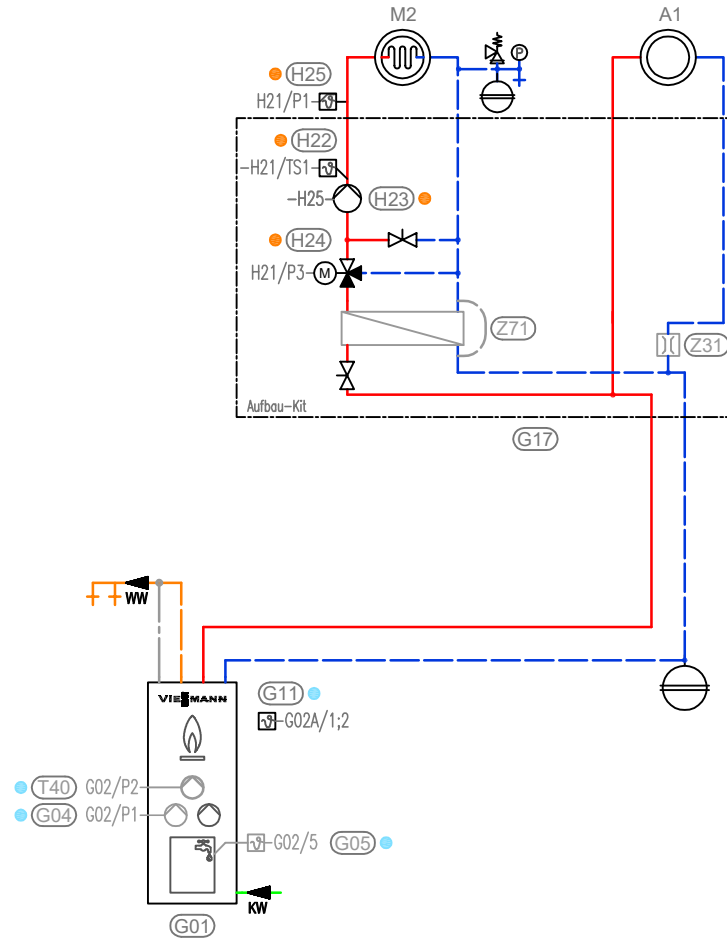 M2
A1
P
H25
H21/P1
H22
-H21/TS1
-H25
H23
H24
H21/P3
M
Z71
Z31
Aufbau-Kit
G17
WW
VIESMANN
G11
G02A/1;2
T40
G02/P2
G04
G02/P1
G02/5
G05
KW
G01